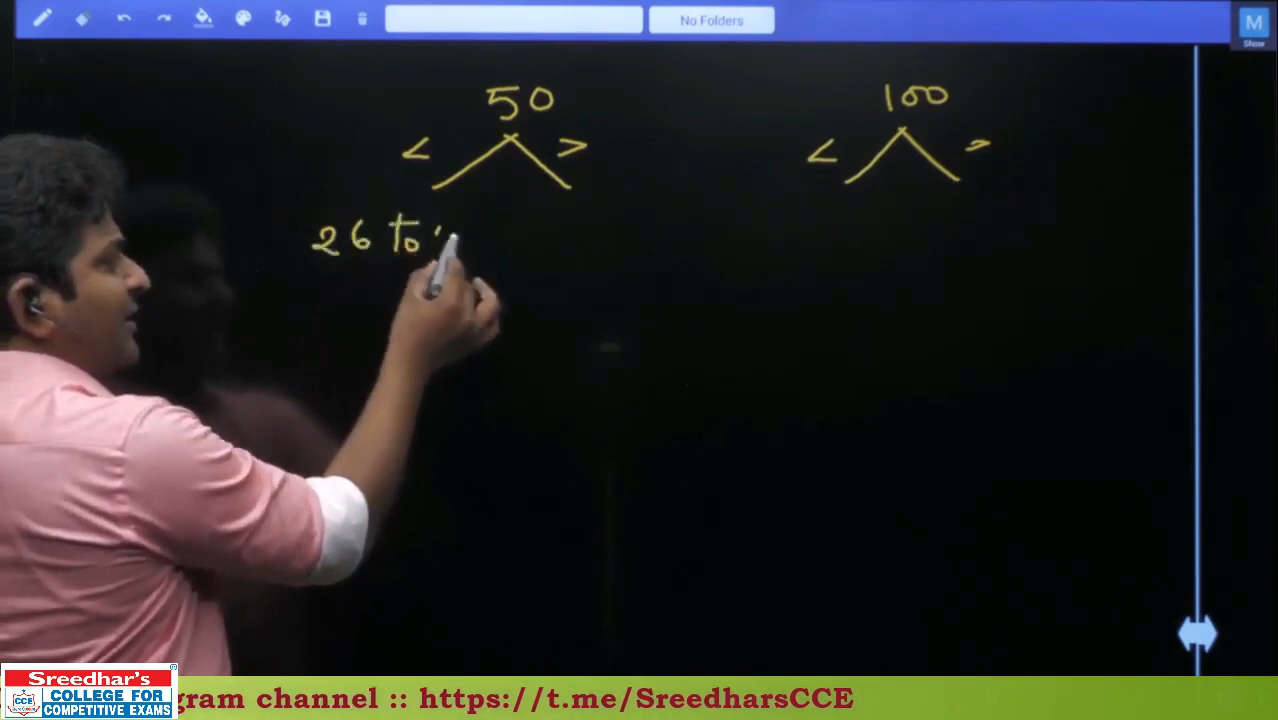 No Folders
M
Show
50
100
< >
< >
26 to
Sreedhar's
CCE
COLLEGE FOR
COMPETITIVE EXAMS
gram channel :: https://t.me/SreedharsCCE